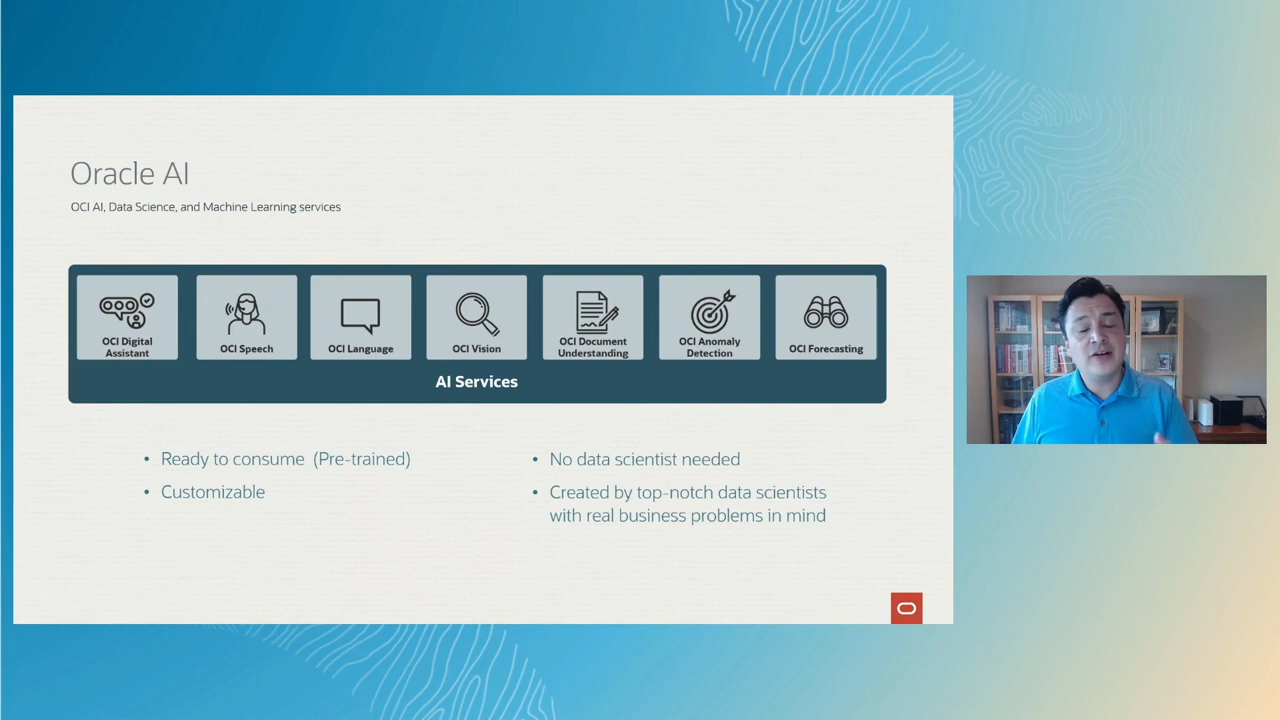 Oracle AI
OCI AI, Data Science, and Machine Learning services
OCI Digital
Assistant
OCI Speech
OCI Language
OCI Vision
OCI Document
Understanding
OCI Anomaly
Detection
OCI Forecasting
AI Services
• Ready to consume (Pre-trained)
• Customizable
• No data scientist needed
• Created by top-notch data scientists
with real business problems in mind